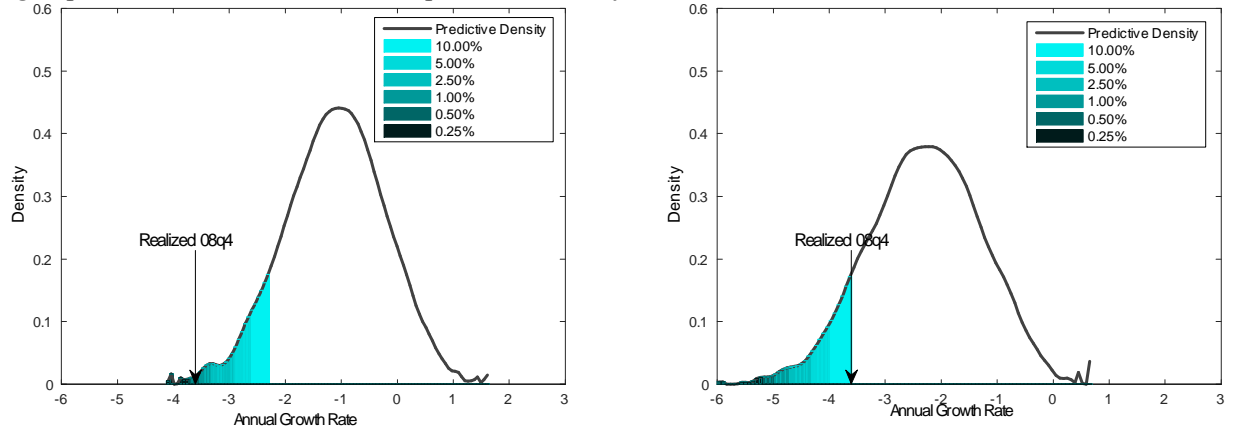 0.6
0.5
0.4
0.3
0.2
0.1
0
Density
Predictive Density
10.00%
5.00%
2.50%
1.00%
0.50%
0.25%
Realized 08q4
-6 -5 -4 -3 -2 -1 0 1 2 3
Annual Growth Rate
0.6
0.5
0.4
0.3
0.2
0.1
0
Density
Predictive Density
10.00%
5.00%
2.50%
1.00%
0.50%
0.25%
Realized 08q4
-6 -5 -4 -3 -2 -1 0 1 2 3
Annual Growth Rate